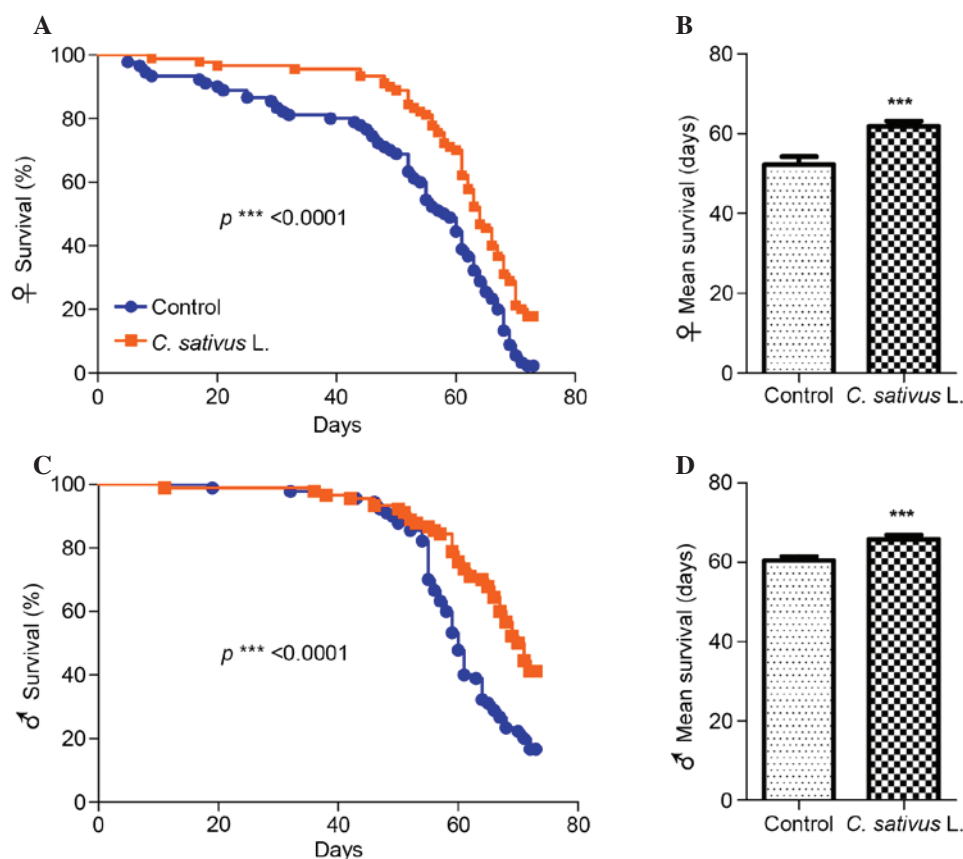 A
♀ Survival (%)
100
80
60
40
20
0
p *** <0.0001
Control
C. sativus L.
0 20 40 60 80
Days
B
♀ Mean survival (days)
80
60
40
20
0
***
Control C. sativus L.
C
♂ Survival (%)
100
80
60
40
20
0
p *** <0.0001
0 20 40 60 80
Days
D
♂ Mean survival (days)
80
60
40
20
0
***
Control C. sativus L.